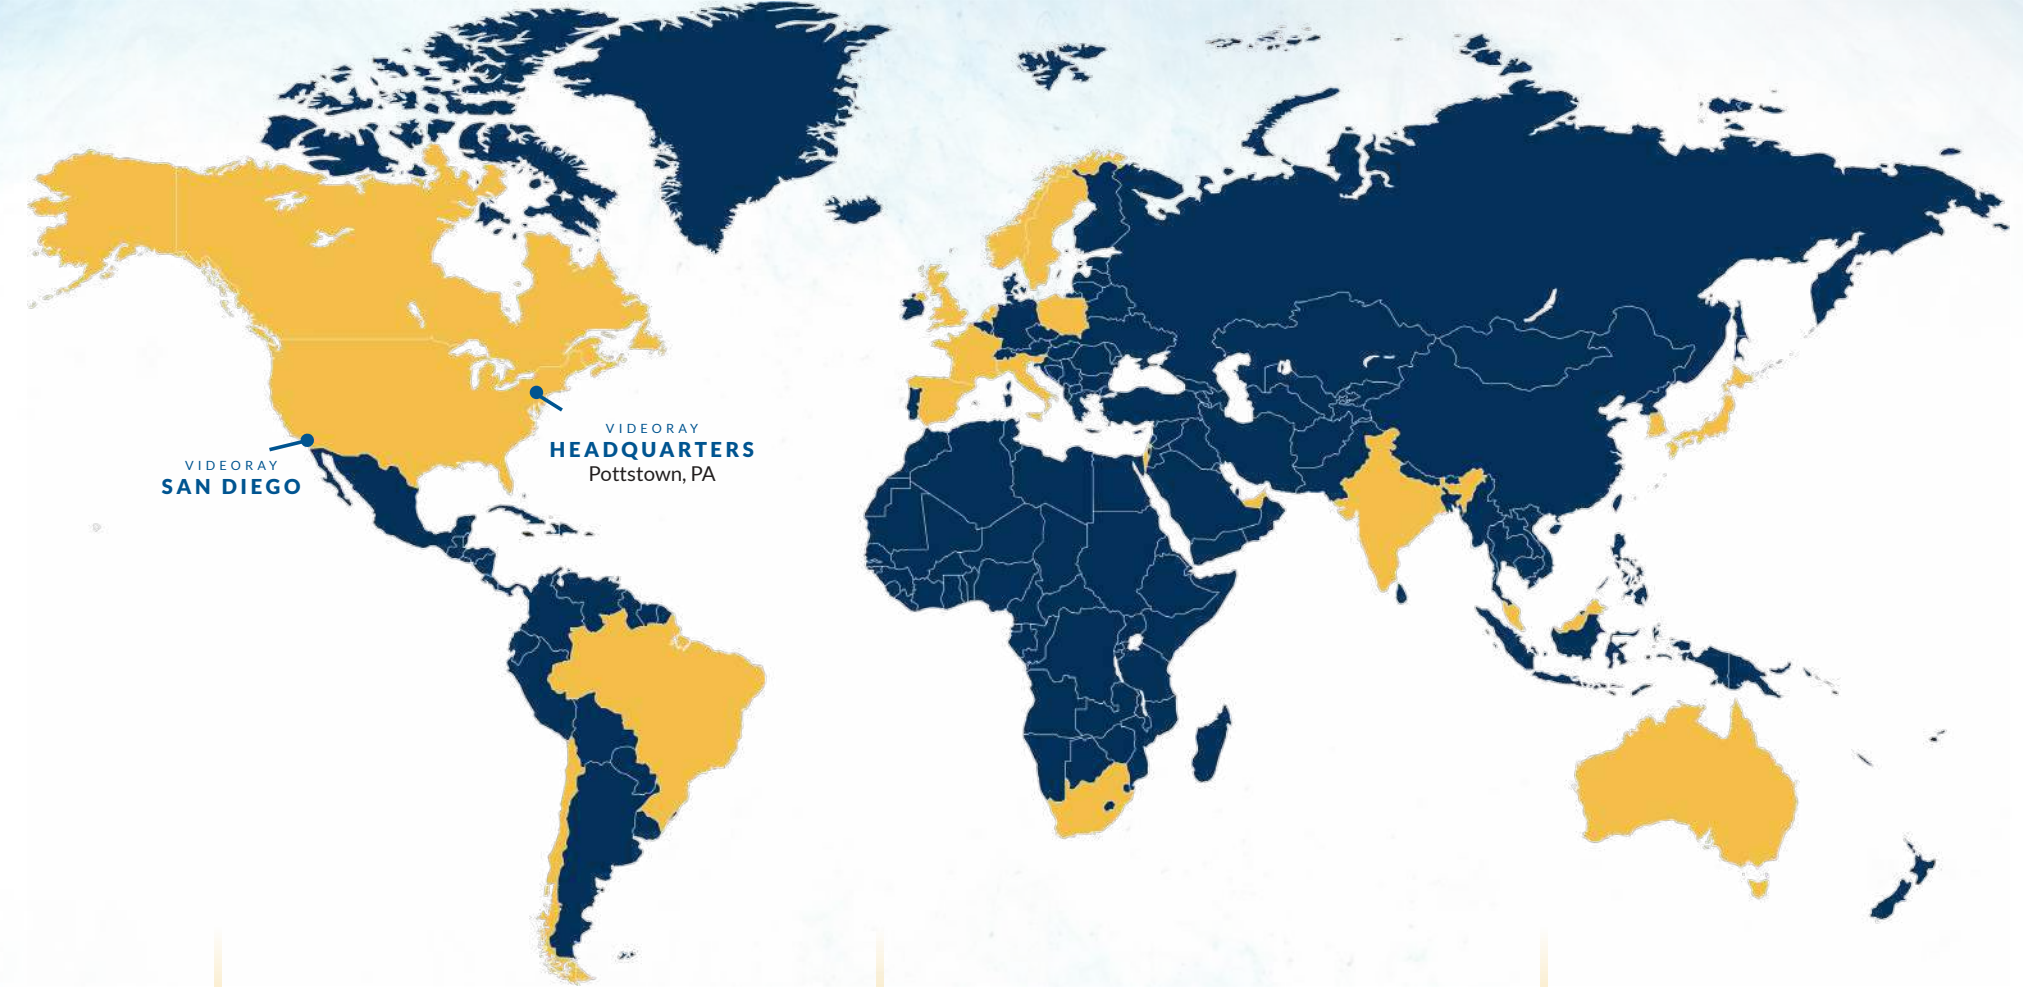 VIDEORAY
HEADQUARTERS
Pottstown, PA
VIDEORAY
SAN DIEGO